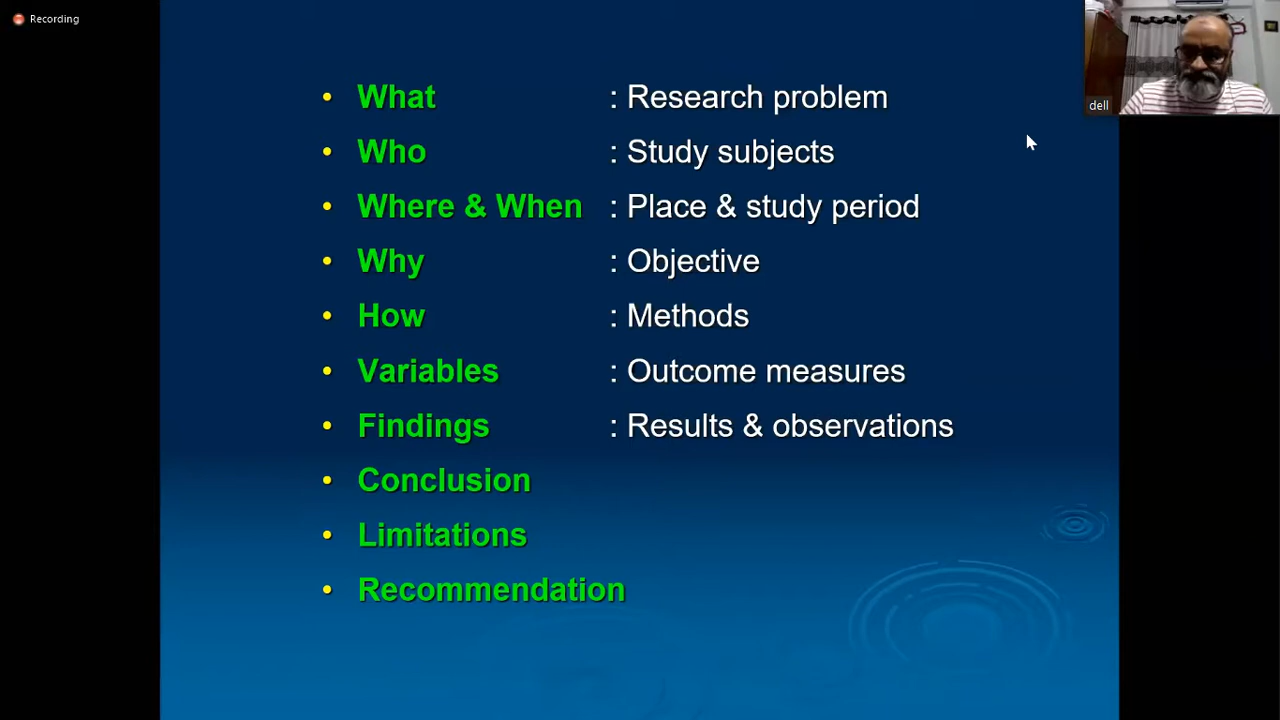 Recording
dell
• What : Research problem
• Who : Study subjects
• Where & When : Place & study period
• Why : Objective
• How : Methods
• Variables : Outcome measures
• Findings : Results & observations
• Conclusion
• Limitations
• Recommendation